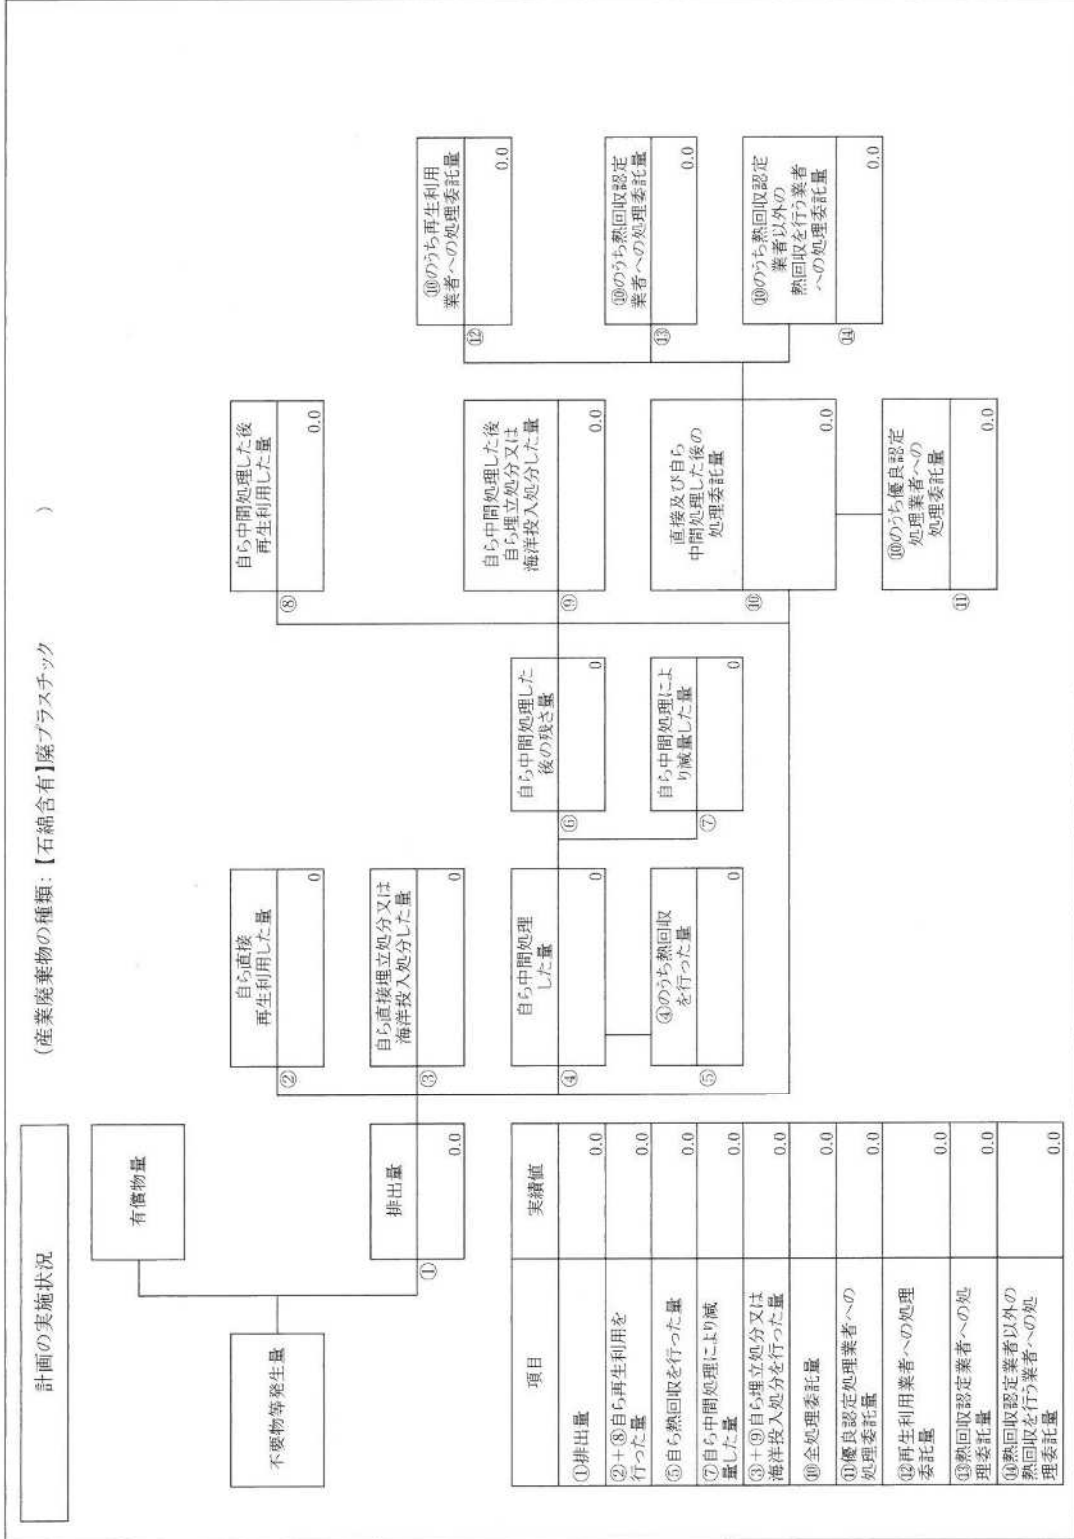 計画の実施状況
(産業廃棄物の種類:【石綿含有】廃プラスチック )
不要物等発生量
有償物量
①
排出量
0.0
②
自ら直接
再生利用した量
0
③
自ら直接埋立処分又は
海洋投入処分した量
0
④
自ら中間処理
した量
0
⑤
④のうち熱回収
を行った量
0
⑥
自ら中間処理した
後の残さ量
0
⑦
自ら中間処理によ
り減量した量
0
⑧
自ら中間処理した後
再生利用した量
0.0
⑨
自ら中間処理した後
自ら埋立処分又は
海洋投入処分した量
0.0
⑩
直接及び自ら
中間処理した後の
処理委託量
0.0
⑪
⑩のうち優良認定
処理業者への
処理委託量
0.0
⑫
⑩のうち再生利用
業者への処理委託量
0.0
⑬
⑩のうち熱回収認定
業者への処理委託量
0.0
⑭
⑩のうち熱回収認定
業者以外の
熱回収を行う業者
への処理委託量
0.0
項目 実績値
①排出量 0.0
②+⑧自ら再生利用を
行った量 0.0
⑤自ら熱回収を行った量 0.0
⑦自ら中間処理により減
量した量 0.0
③+⑨自ら埋立処分又は
海洋投入処分を行った量 0.0
⑩全処理委託量 0.0
⑪優良認定処理業者への
処理委託量 0.0
⑫再生利用業者への処理
委託量 0.0
⑬熱回収認定業者への処
理委託量 0.0
⑭熱回収認定業者以外の
熱回収を行う業者への処
理委託量 0.0